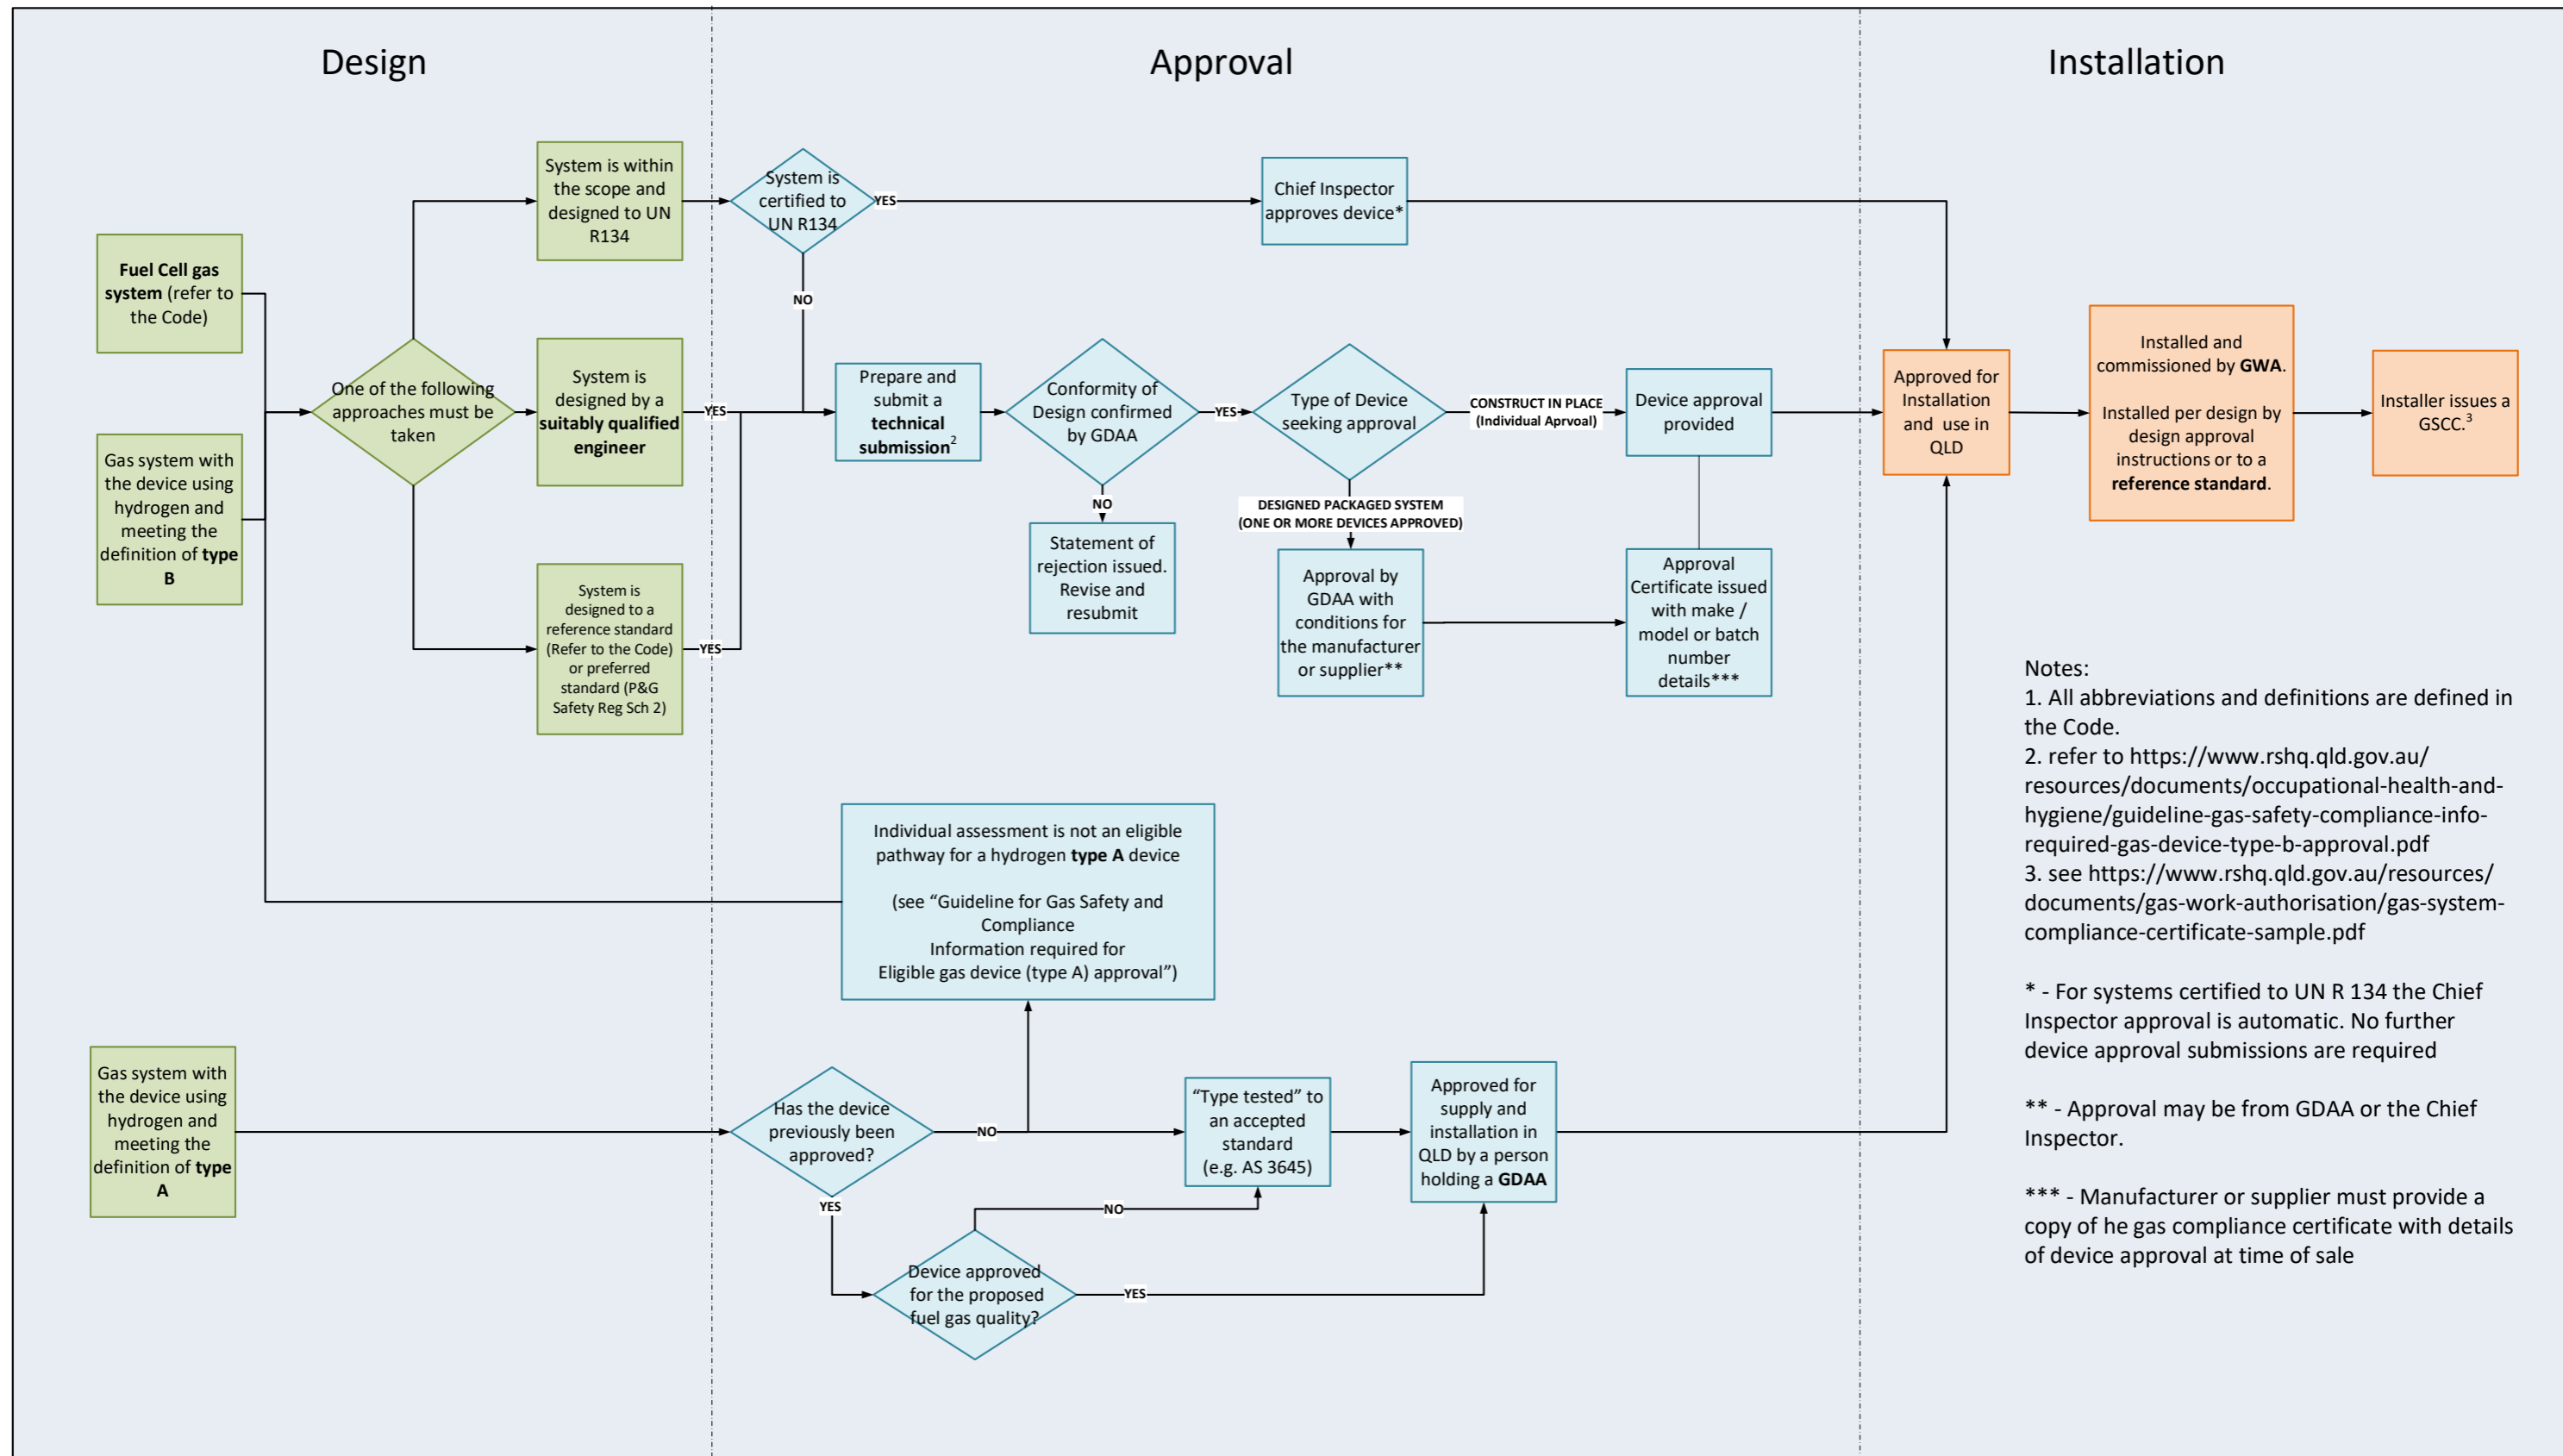 Design
Approval
Installation
System is within
the scope and
designed to UN
R134
System is
certified to
UN R134
YES
Chief Inspector
approves device*
NO
Fuel Cell gas
system (refer to
the Code)
Gas system with
the device using
hydrogen and
meeting the
definition of type
B
One of the following
approaches must be
taken
System is
designed by a
suitably qualified
engineer
YES
System is
designed to a
reference standard
(Refer to the Code)
or preferred
standard (P&G
Safety Reg Sch 2)
YES
Prepare and
submit a
technical
submission2
Conformity of
Design confirmed
by GDAA
YES
NO
Statement of
rejection issued.
Revise and
resubmit
Type of Device
seeking approval
CONSTRUCT IN PLACE
(Individual Aprvoal)
DESIGNED PACKAGED SYSTEM
(ONE OR MORE DEVICES APPROVED)
Approval by
GDAA with
conditions for
the manufacturer
or supplier**
Device approval
provided
Approval
Certificate issued
with make /
model or batch
number
details***
Approved for
Installation
and use in
QLD
Installed and
commissioned by GWA.
Installed per design by
design approval
instructions or to a
reference standard.
Installer issues a
GSCC.3
Individual assessment is not an eligible
pathway for a hydrogen type A device
(see “Guideline for Gas Safety and
Compliance
Information required for
Eligible gas device (type A) approval”)
Gas system with
the device using
hydrogen and
meeting the
definition of type
A
Has the device
previously been
approved?
NO
YES
“Type tested” to
an accepted
standard
(e.g. AS 3645)
Approved for
supply and
installation in
QLD by a person
holding a GDAA
NO
Device approved
for the proposed
fuel gas quality?
YES
Notes:
1. All abbreviations and definitions are defined in
the Code.
2. refer to https://www.rshq.qld.gov.au/
resources/documents/occupational-health-and-
hygiene/guideline-gas-safety-compliance-info-
required-gas-device-type-b-approval.pdf
3. see https://www.rshq.qld.gov.au/resources/
documents/gas-work-authorisation/gas-system-
compliance-certificate-sample.pdf
* - For systems certified to UN R 134 the Chief
Inspector approval is automatic. No further
device approval submissions are required
** - Approval may be from GDAA or the Chief
Inspector.
*** - Manufacturer or supplier must provide a
copy of he gas compliance certificate with details
of device approval at time of sale